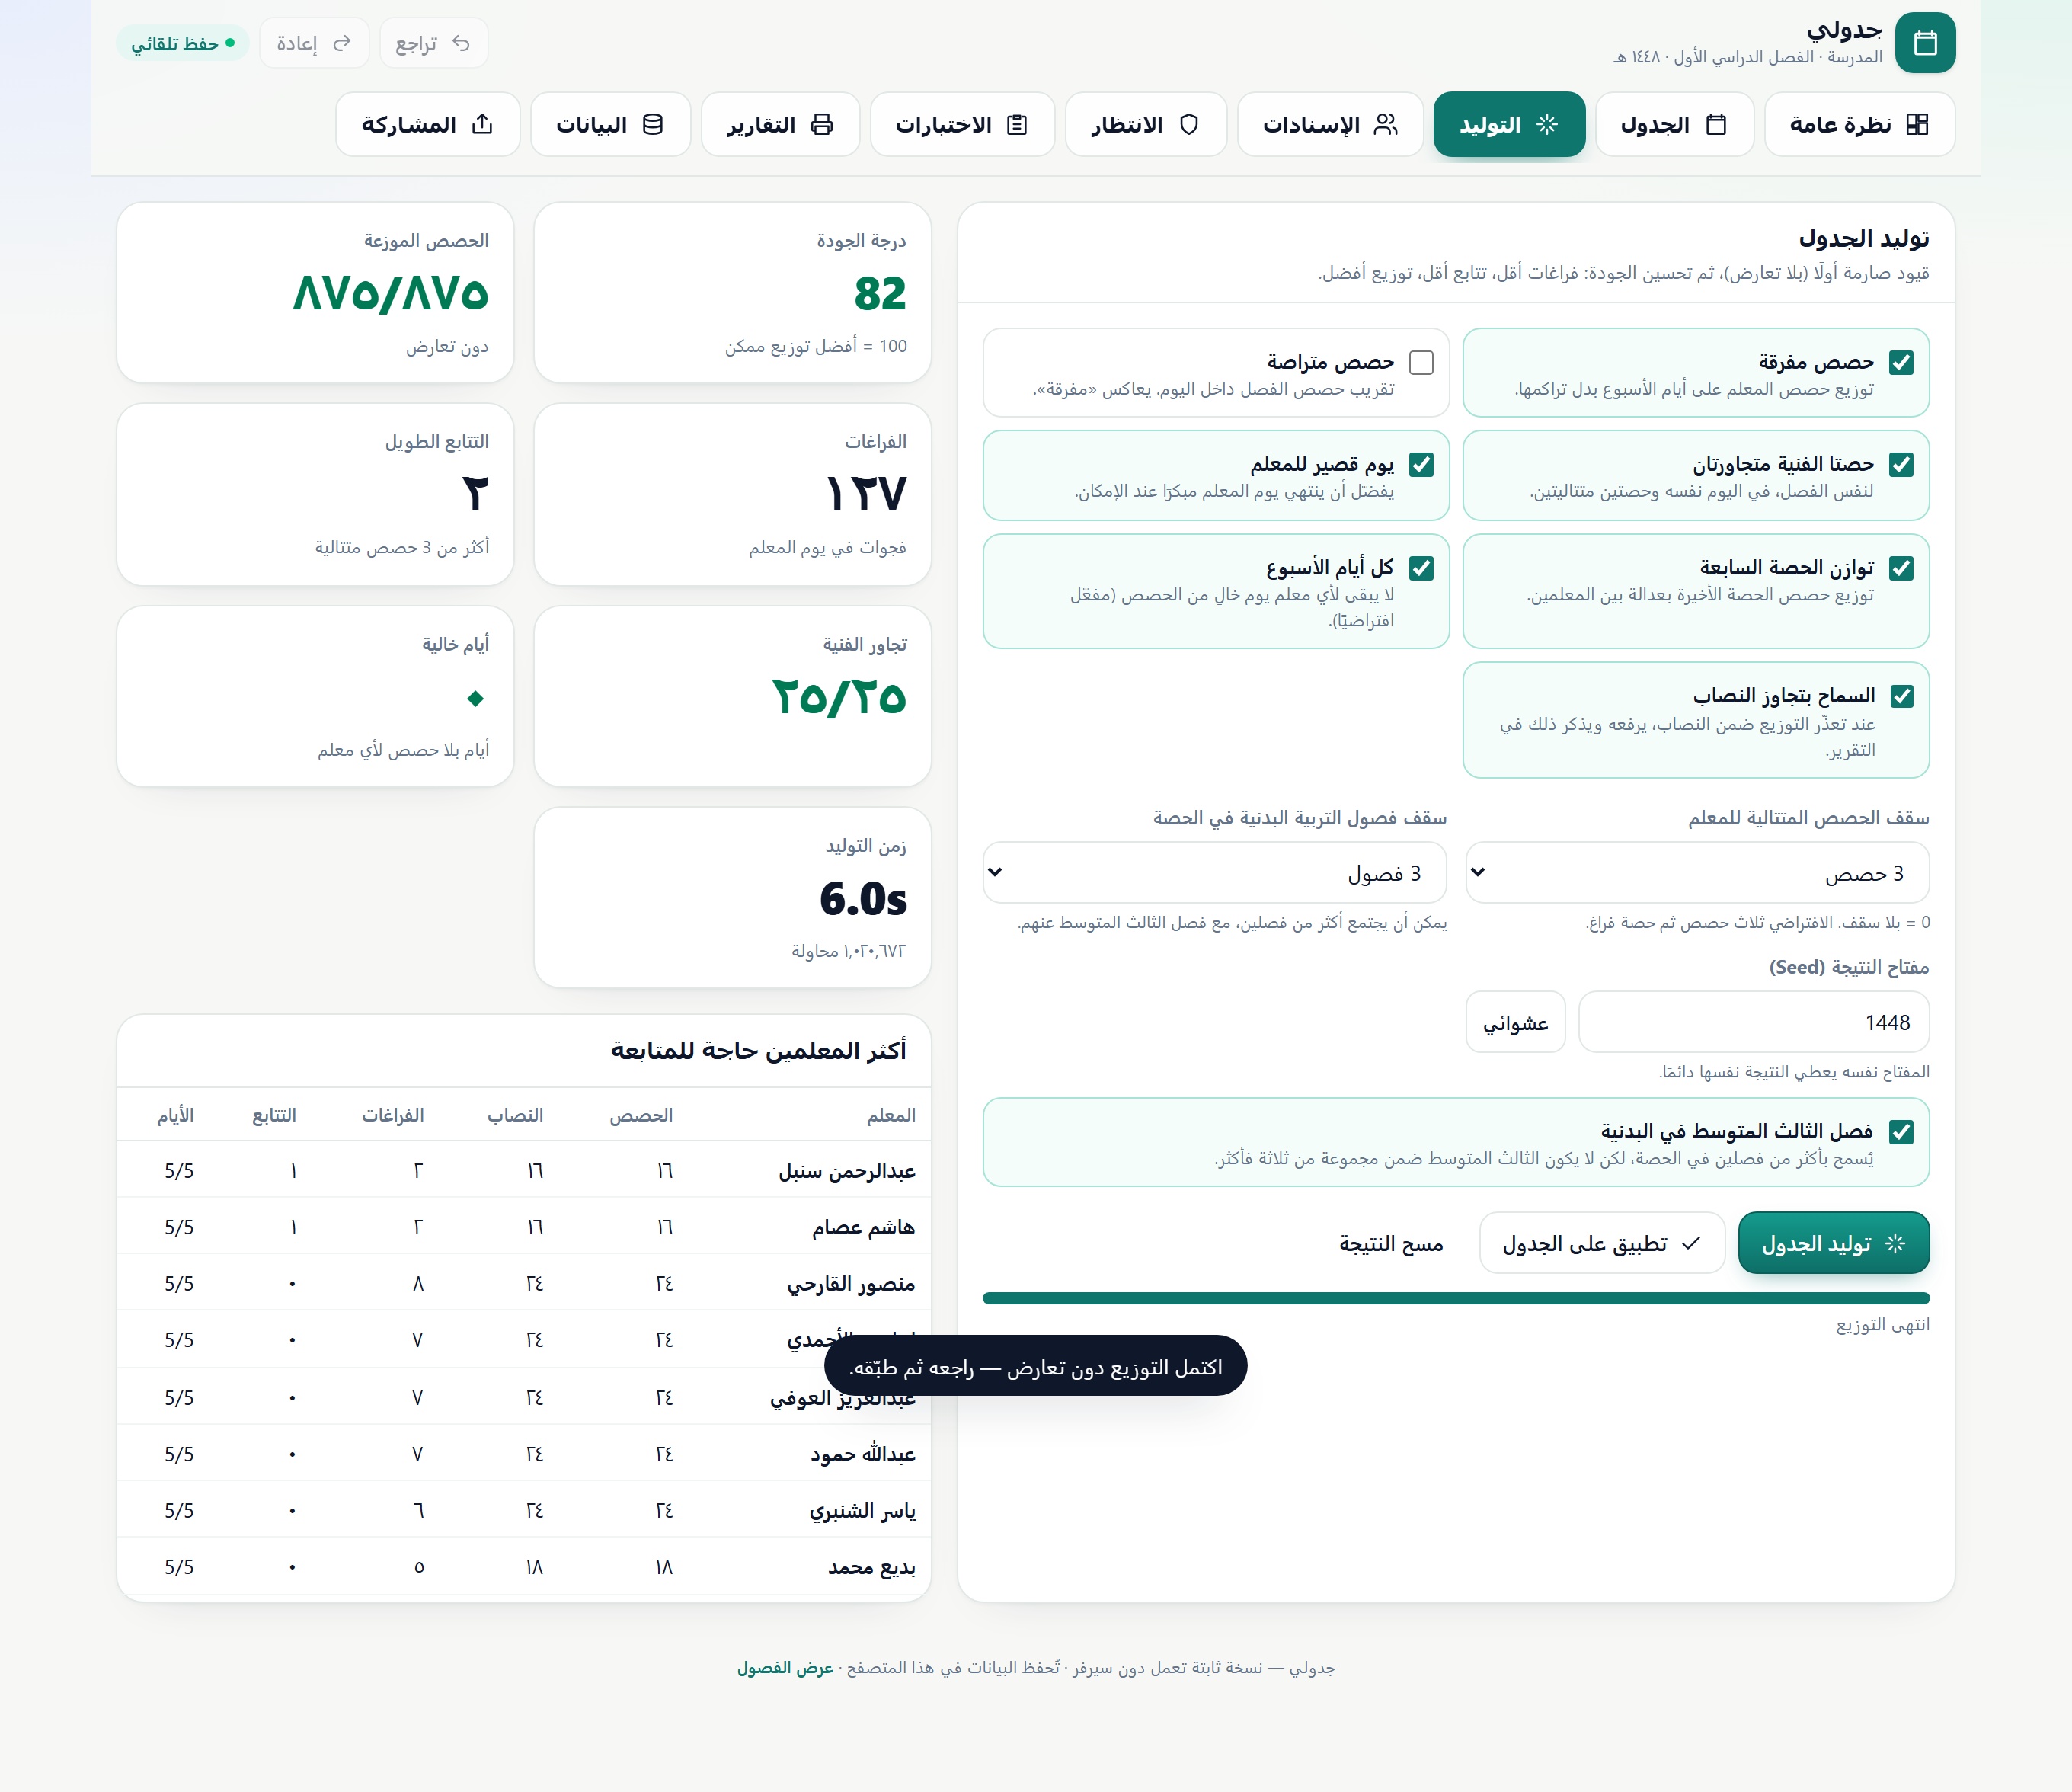 جدولي
المدرسة · الفصل الدراسي الأول · ١٤٤٨ هـ
تراجع
إعادة
حفظ تلقائي
نظرة عامة
الجدول
التوليد
الإسنادات
الانتظار
الاختبارات
التقارير
البيانات
المشاركة
توليد الجدول
قيود صارمة أولًا (بلا تعارض)، ثم تحسين الجودة: فراغات أقل، تتابع أقل، توزيع أفضل.
حصص مفرقة
توزيع حصص المعلم على أيام الأسبوع بدل تراكمها.
حصص متراصة
تقريب حصص الفصل داخل اليوم. يعاكس «مفرقة».
حصتا الفنية متجاورتان
لنفس الفصل، في اليوم نفسه وحصتين متتاليتين.
يوم قصير للمعلم
يفضّل أن ينتهي يوم المعلم مبكرًا عند الإمكان.
توازن الحصة السابعة
توزيع حصص الحصة الأخيرة بعدالة بين المعلمين.
كل أيام الأسبوع
لا يبقى لأي معلم يوم خالٍ من الحصص (مفعّل
افتراضيًا).
السماح بتجاوز النصاب
عند تعذّر التوزيع ضمن النصاب، يرفعه ويذكر ذلك في
التقرير.
سقف الحصص المتتالية للمعلم
3 حصص
0 = بلا سقف. الافتراضي ثلاث حصص ثم حصة فراغ.
سقف فصول التربية البدنية في الحصة
3 فصول
يمكن أن يجتمع أكثر من فصلين، مع فصل الثالث المتوسط عنهم.
مفتاح النتيجة (Seed)
1448
عشوائي
المفتاح نفسه يعطي النتيجة نفسها دائمًا.
فصل الثالث المتوسط في البدنية
يُسمح بأكثر من فصلين في الحصة، لكن لا يكون الثالث المتوسط ضمن مجموعة من ثلاثة فأكثر.
توليد الجدول
تطبيق على الجدول
مسح النتيجة
انتهى التوزيع
درجة الجودة
82
100 = أفضل توزيع ممكن
الحصص الموزعة
٨٧٥/٨٧٥
دون تعارض
الفراغات
١٢٧
فجوات في يوم المعلم
التتابع الطويل
٢
أكثر من 3 حصص متتالية
تجاور الفنية
٢٥/٢٥
أيام خالية
٠
أيام بلا حصص لأي معلم
زمن التوليد
6.0s
١,٠٢٠,٦٧٢ محاولة
أكثر المعلمين حاجة للمتابعة
المعلم الحصص النصاب الفراغات التتابع الأيام
عبدالرحمن سنبل ١٦ ١٦ ٢ ١ 5/5
هاشم عصام ١٦ ١٦ ٢ ١ 5/5
منصور القارحي ٢٤ ٢٤ ٨ ٠ 5/5
الأحمدي ٢٤ ٢٤ ٧ ٠ 5/5
عبدالعزيز العوفي ٢٤ ٢٤ ٧ ٠ 5/5
عبدالله حمود ٢٤ ٢٤ ٧ ٠ 5/5
ياسر الشنبري ٢٤ ٢٤ ٦ ٠ 5/5
بديع محمد ١٨ ١٨ ٥ ٠ 5/5
اكتمل التوزيع دون تعارض — راجعه ثم طبّقه.
جدولي — نسخة ثابتة تعمل دون سيرفر · تُحفظ البيانات في هذا المتصفح · عرض الفصول